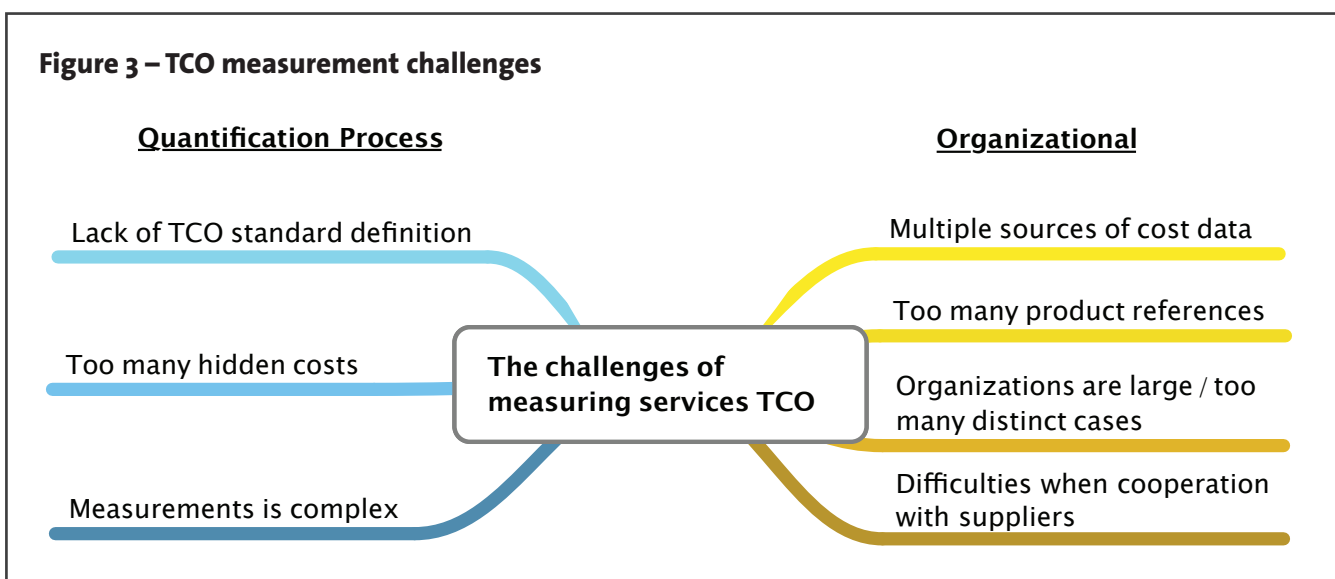 Figure 3 – TCO measurement challenges
Quantification Process
Lack of TCO standard definition
Too many hidden costs
Measurements is complex
The challenges of
measuring services TCO
Organizational
Multiple sources of cost data
Too many product references
Organizations are large / too
many distinct cases
Difficulties when cooperation
with suppliers